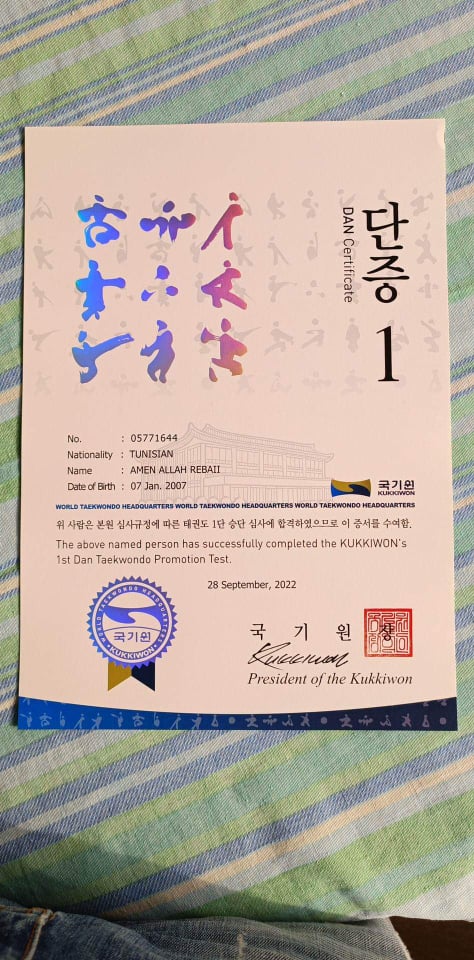 단증 1
DAN Certificate
No. : 05771644
Nationality : TUNISIAN
Name : AMEN ALLAH REBAII
Date of Birth : 07 Jan. 2007
국기원
KUKKIWON
WORLD TAEKWONDO HEADQUARTERS WORLD TAEKWONDO HEADQUARTERS WORLD TAEKWONDO HEADQUARTERS
위 사람은 본원 심사규정에 따른 태권도 1단 승단 심사에 합격하였으므로 이 증서를 수여함.
The above named person has successfully completed the KUKKIWON's
1st Dan Taekwondo Promotion Test.
28 September, 2022
WORLD TAEKWONDO HEADQUARTERS
국기원
KUKKIWON
국 기 원 장
Kukkiwon
President of the Kukkiwon